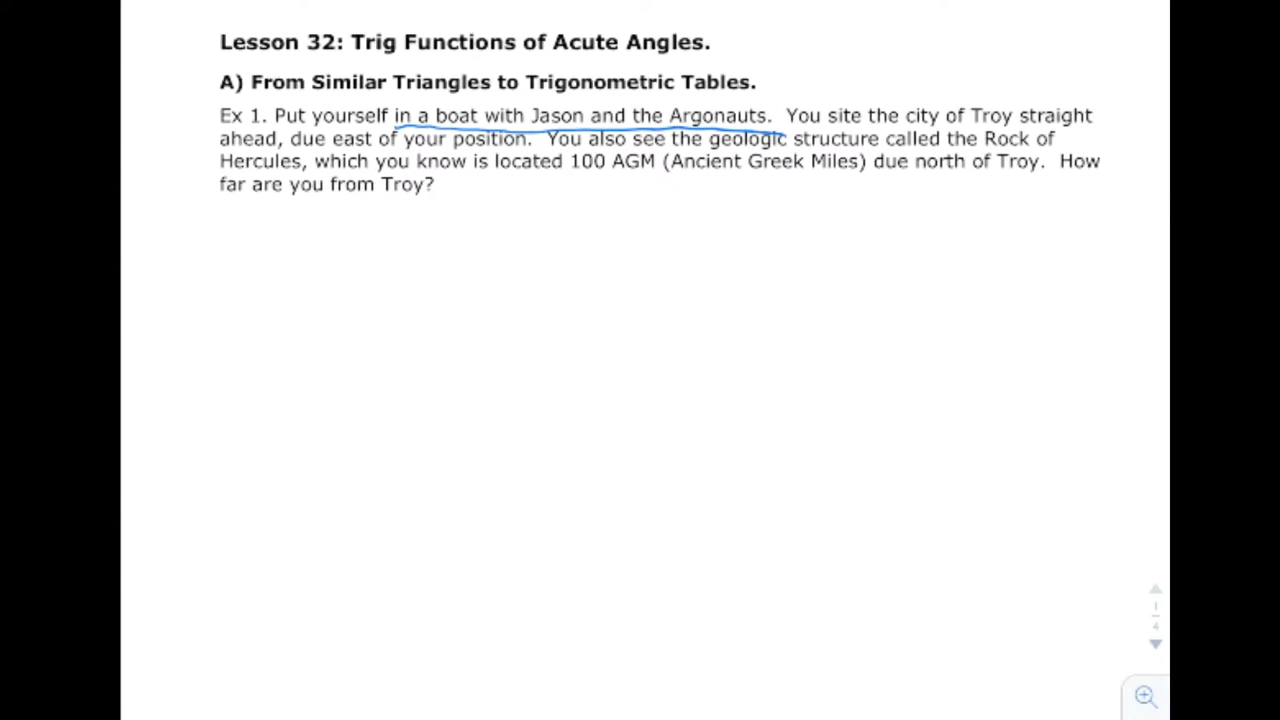 Lesson 32: Trig Functions of Acute Angles.
A) From Similar Triangles to Trigonometric Tables.
Ex 1. Put yourself in a boat with Jason and the Argonauts. You site the city of Troy straight
ahead, due east of your position. You also see the geologic structure called the Rock of
Hercules, which you know is located 100 AGM (Ancient Greek Miles) due north of Troy. How
far are you from Troy?
1
4